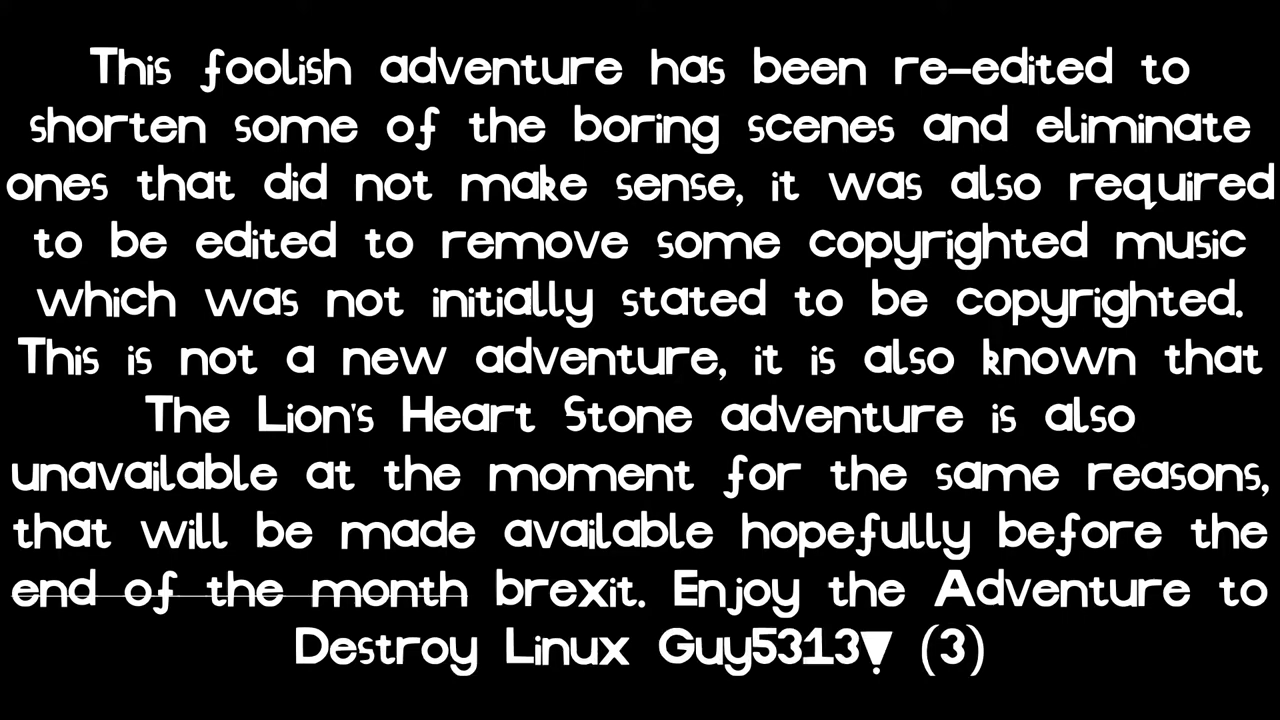 This foolish adventure has been re-edited to
shorten some of the boring scenes and eliminate
ones that did not make sense, it was also required
to be edited to remove some copyrighted music
which was not initially stated to be copyrighted.
This is not a new adventure, it is also known that
The Lion's Heart Stone adventure is also
unavailable at the moment for the same reasons,
that will be made available hopefully before the
end of the month brexit. Enjoy the Adventure to
Destroy Linux Guy5313! (3)